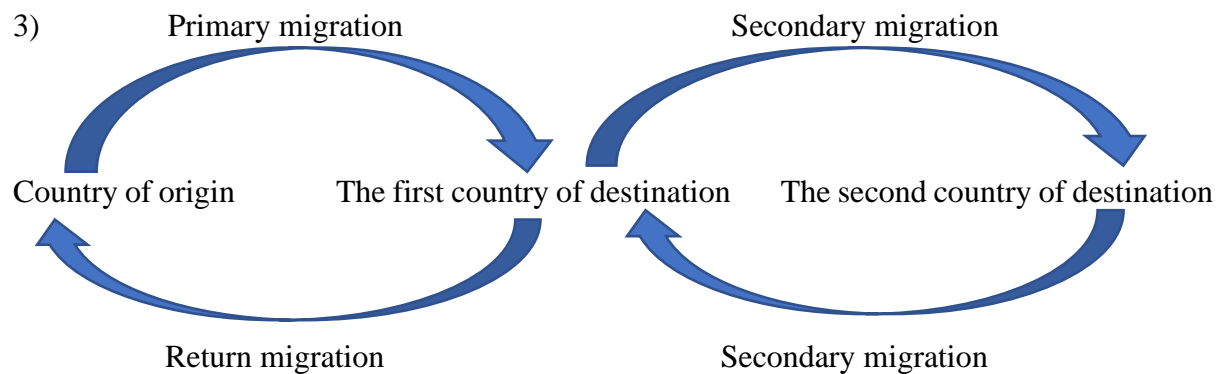 3) Primary migration Secondary migration
Country of origin The first country of destination The second country of destination
Return migration Secondary migration